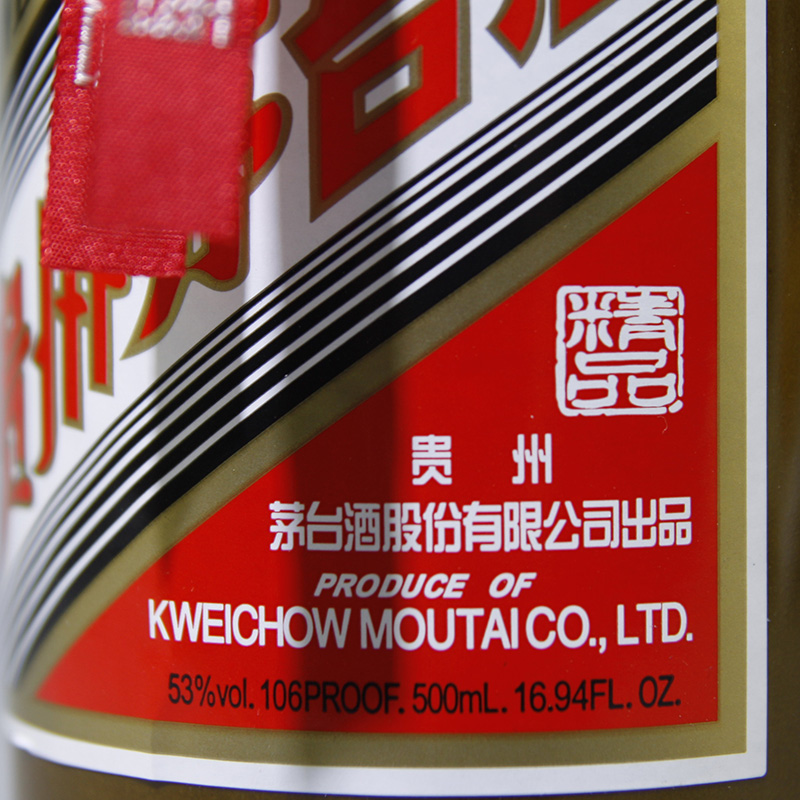 精品
贵州
茅台酒股份有限公司出品
PRODUCE OF
KWEICHOW MOUTAI CO., LTD.
53%vol. 106PROOF. 500mL. 16.94FL. OZ.